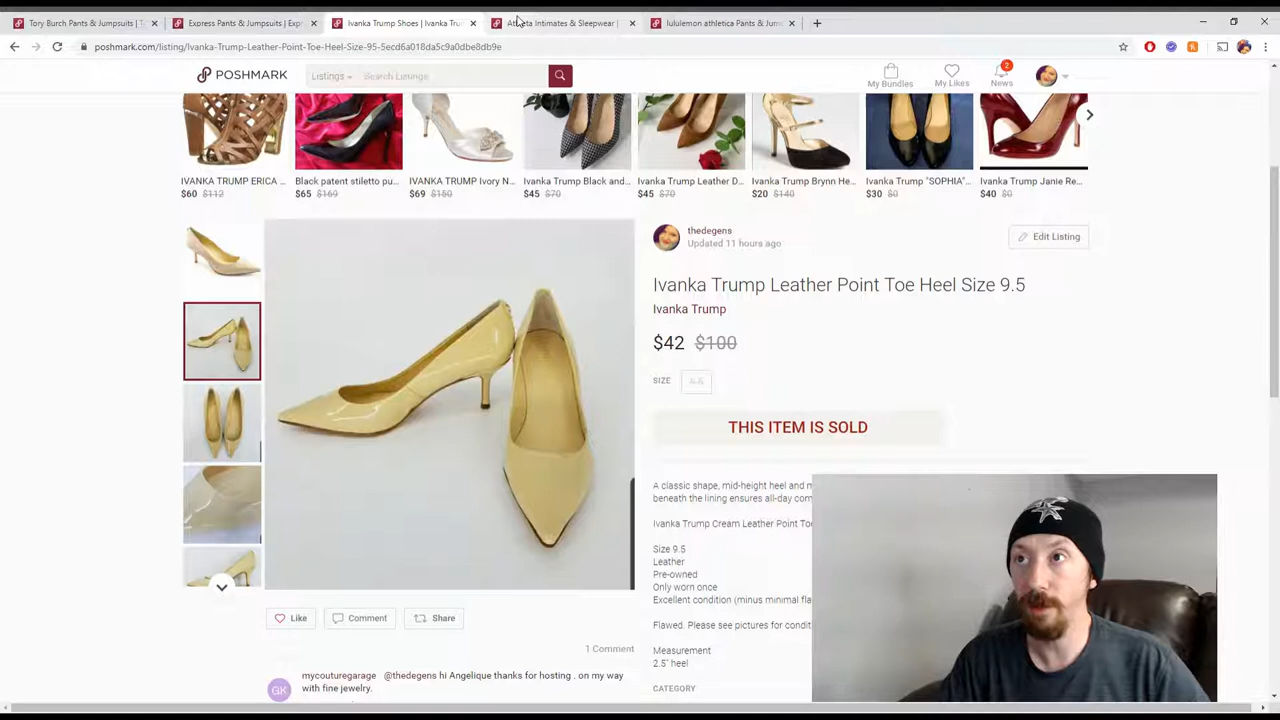 Tory Burch Pants & Jumpsuits |
Express Pants & Jumpsuits |
Ivanka Trump Shoes | Ivanka
Intimates & Sleepwear |
lululemon athletica Pants &
poshmark.com/listing/Ivanka-Trump-Leather-Point-Toe-Heel-Size-95-5ecd6a018da5c9a0dbe8db9e
POSHMARK
Listings
Search Lounge
My Bundles
My Likes
2
News
IVANKA TRUMP ERICA ...
$60 $112
Black patent stiletto pu...
$65 $169
IVANKA TRUMP Ivory N...
$69 $150
Ivanka Trump Black and...
$45 $70
Ivanka Trump Leather D...
$45 $70
Ivanka Trump Brynn He...
$20 $140
Ivanka Trump "SOPHIA"...
$30 $0
Ivanka Trump Janie Re...
$40 $0
thedegens
Updated 11 hours ago
Edit Listing
Ivanka Trump Leather Point Toe Heel Size 9.5
Ivanka Trump
$42 $100
SIZE
THIS ITEM IS SOLD
A classic shape, mid-height heel and
beneath the lining ensures all-day
Ivanka Trump Cream Leather Point
Size 9.5
Leather
Pre-owned
Only worn once
Excellent condition (minus minimal
Flawed. Please see pictures for
Measurement
2.5" heel
CATEGORY
Like
Comment
Share
1 Comment
GK
mycouturegarage @thedegens hi Angelique thanks for hosting . on my way
with fine jewelry.